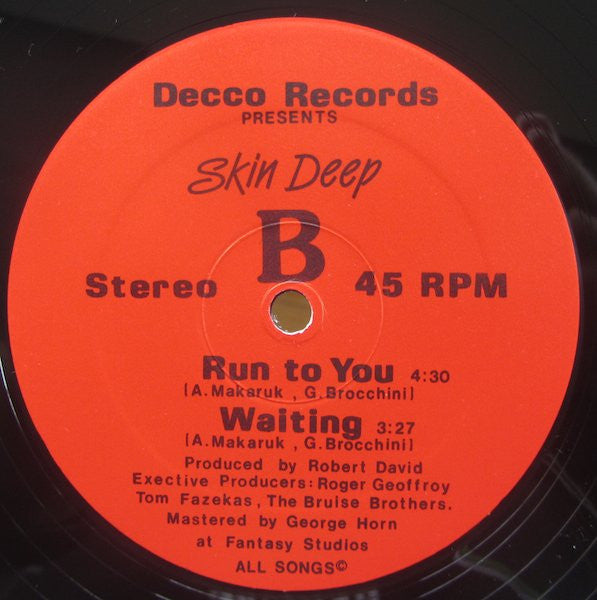 Decco Records
PRESENTS
Skin Deep
B
Stereo 45 RPM
Run to You 4:30
[A.Makaruk , G.Brocchini]
Waiting 3:27
[A.Makaruk , G.Brocchini]
Produced by Robert David
Exective Producers: Roger Geoffroy
Tom Fazekas, The Bruise Brothers.
Mastered by George Horn
at Fantasy Studios
ALL SONGS©